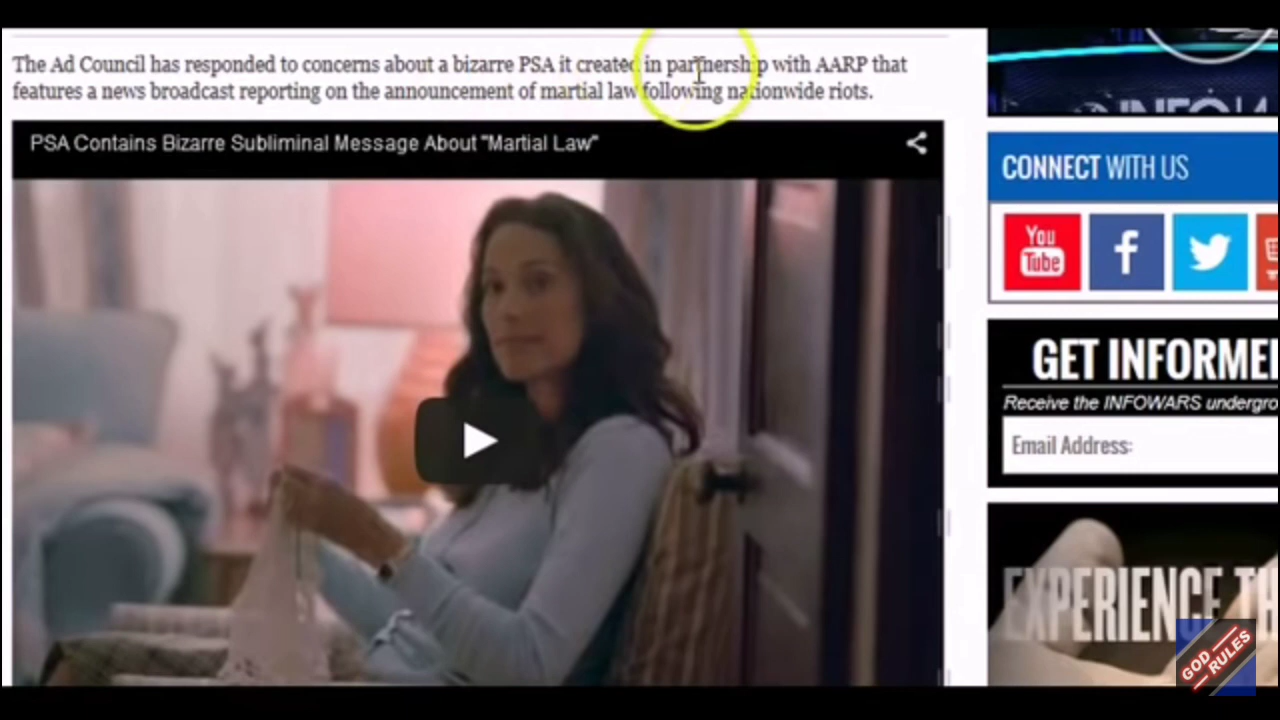 The Ad Council has responded to concerns about a bizarre PSA it created in partnership with AARP that
features a news broadcast reporting on the announcement of martial law following nationwide riots.
PSA Contains Bizarre Subliminal Message About "Martial Law"
CONNECT WITH US
You
Tube
f
GET INFORME
Receive the INFOWARS undergro
Email Address:
EXPERIENCE TH
GOD
RULES